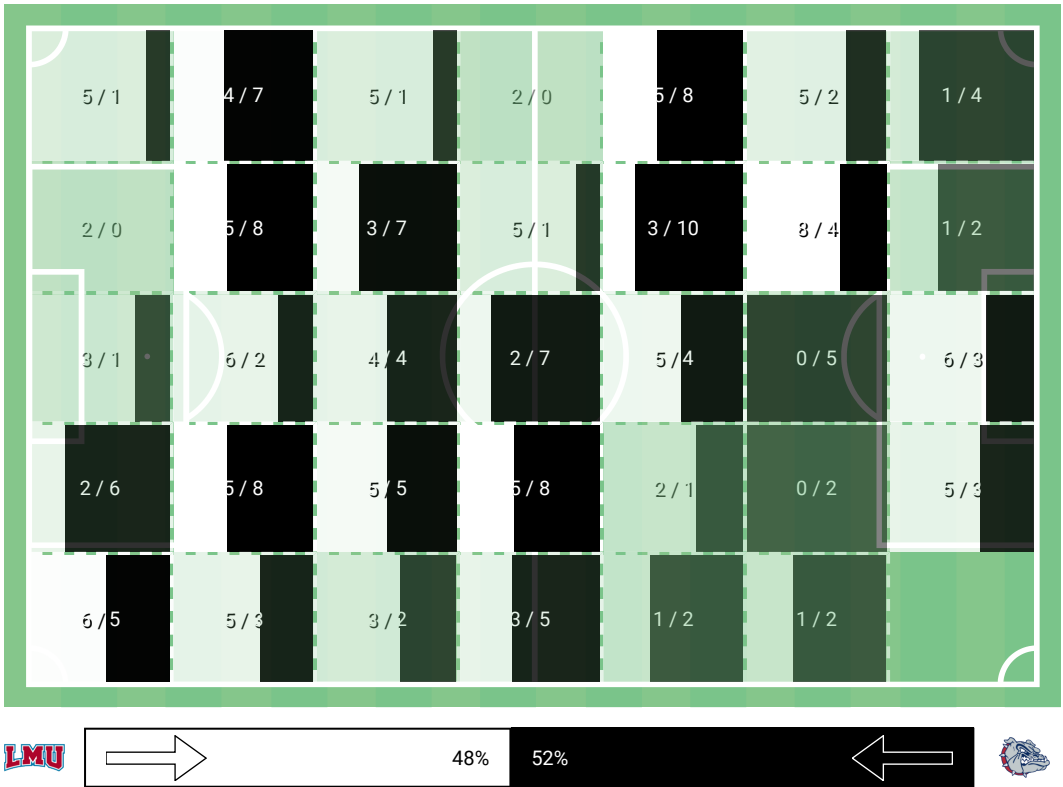 5 / 1 4 / 7 5 / 1 2 / 0 5 / 8 5 / 2 1 / 4
2 / 0 5 / 8 3 / 7 5 / 1 3 / 10 8 / 4 1 / 2
3 / 1 6 / 2 4 / 4 2 / 7 5 / 4 0 / 5 6 / 3
2 / 6 5 / 8 5 / 5 5 / 8 2 / 1 0 / 2 5 / 3
6 / 5 5 / 3 3 / 2 3 / 5 1 / 2 1 / 2
LMU 48% 52%